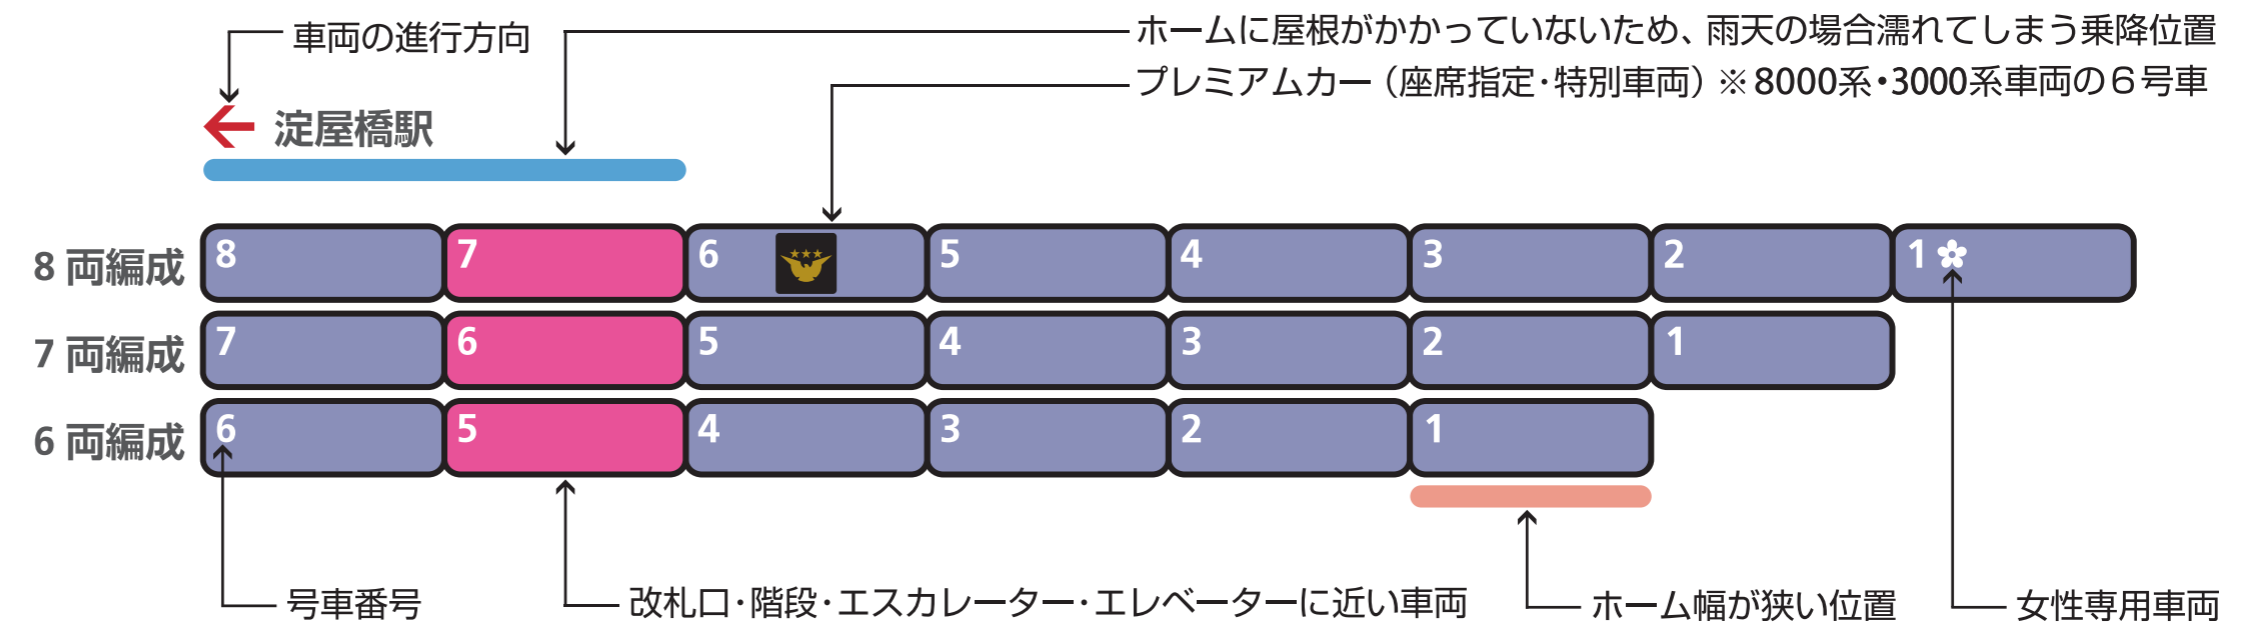 車両の進行方向
ホームに屋根がかかっていないため、雨天の場合濡れてしまう乗降位置
プレミアムカー（座席指定・特別車両）※8000系・3000系車両の６号車
淀屋橋駅
8両編成 8 7 6 5 4 3 2 1
7両編成 7 6 5 4 3 2 1
6両編成 6 5 4 3 2 1
号車番号
改札口・階段・エスカレーター・エレベーターに近い車両
ホーム幅が狭い位置
女性専用車両